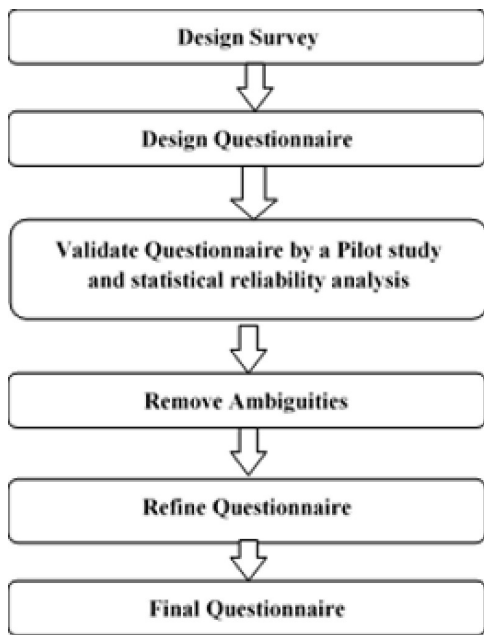 Design Survey
Design Questionnaire
Validate Questionnaire by a Pilot study
and statistical reliability analysis
Remove Ambiguities
Refine Questionnaire
Final Questionnaire